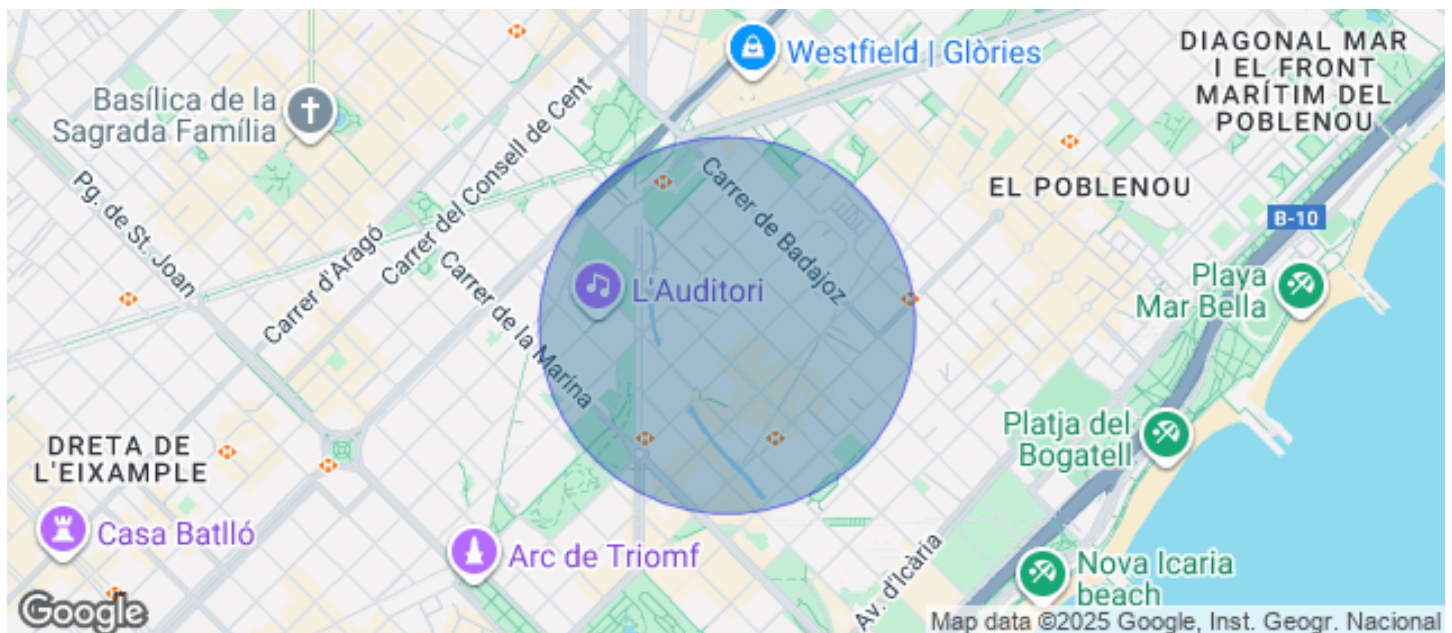 Westfield | Glòries
DIAGONAL MAR
I EL FRONT
MARÍTIM DEL
POBLENOU
Basílica de la
Sagrada Família
Carrer del Consell de Cent
Pg. de St. Joan
Carrer d'Aragó
Carrer de la Marina
Carrer de Badajoz
EL POBLENOU
B-10
L'Auditori
Playa
Mar Bella
DRETA DE
L'EIXAMPLE
Platja del
Bogatell
Casa Batlló
Arc de Triomf
Av. d'Icària
Nova Icaria
beach
Google
Map data ©2025 Google, Inst. Geogr. Nacional